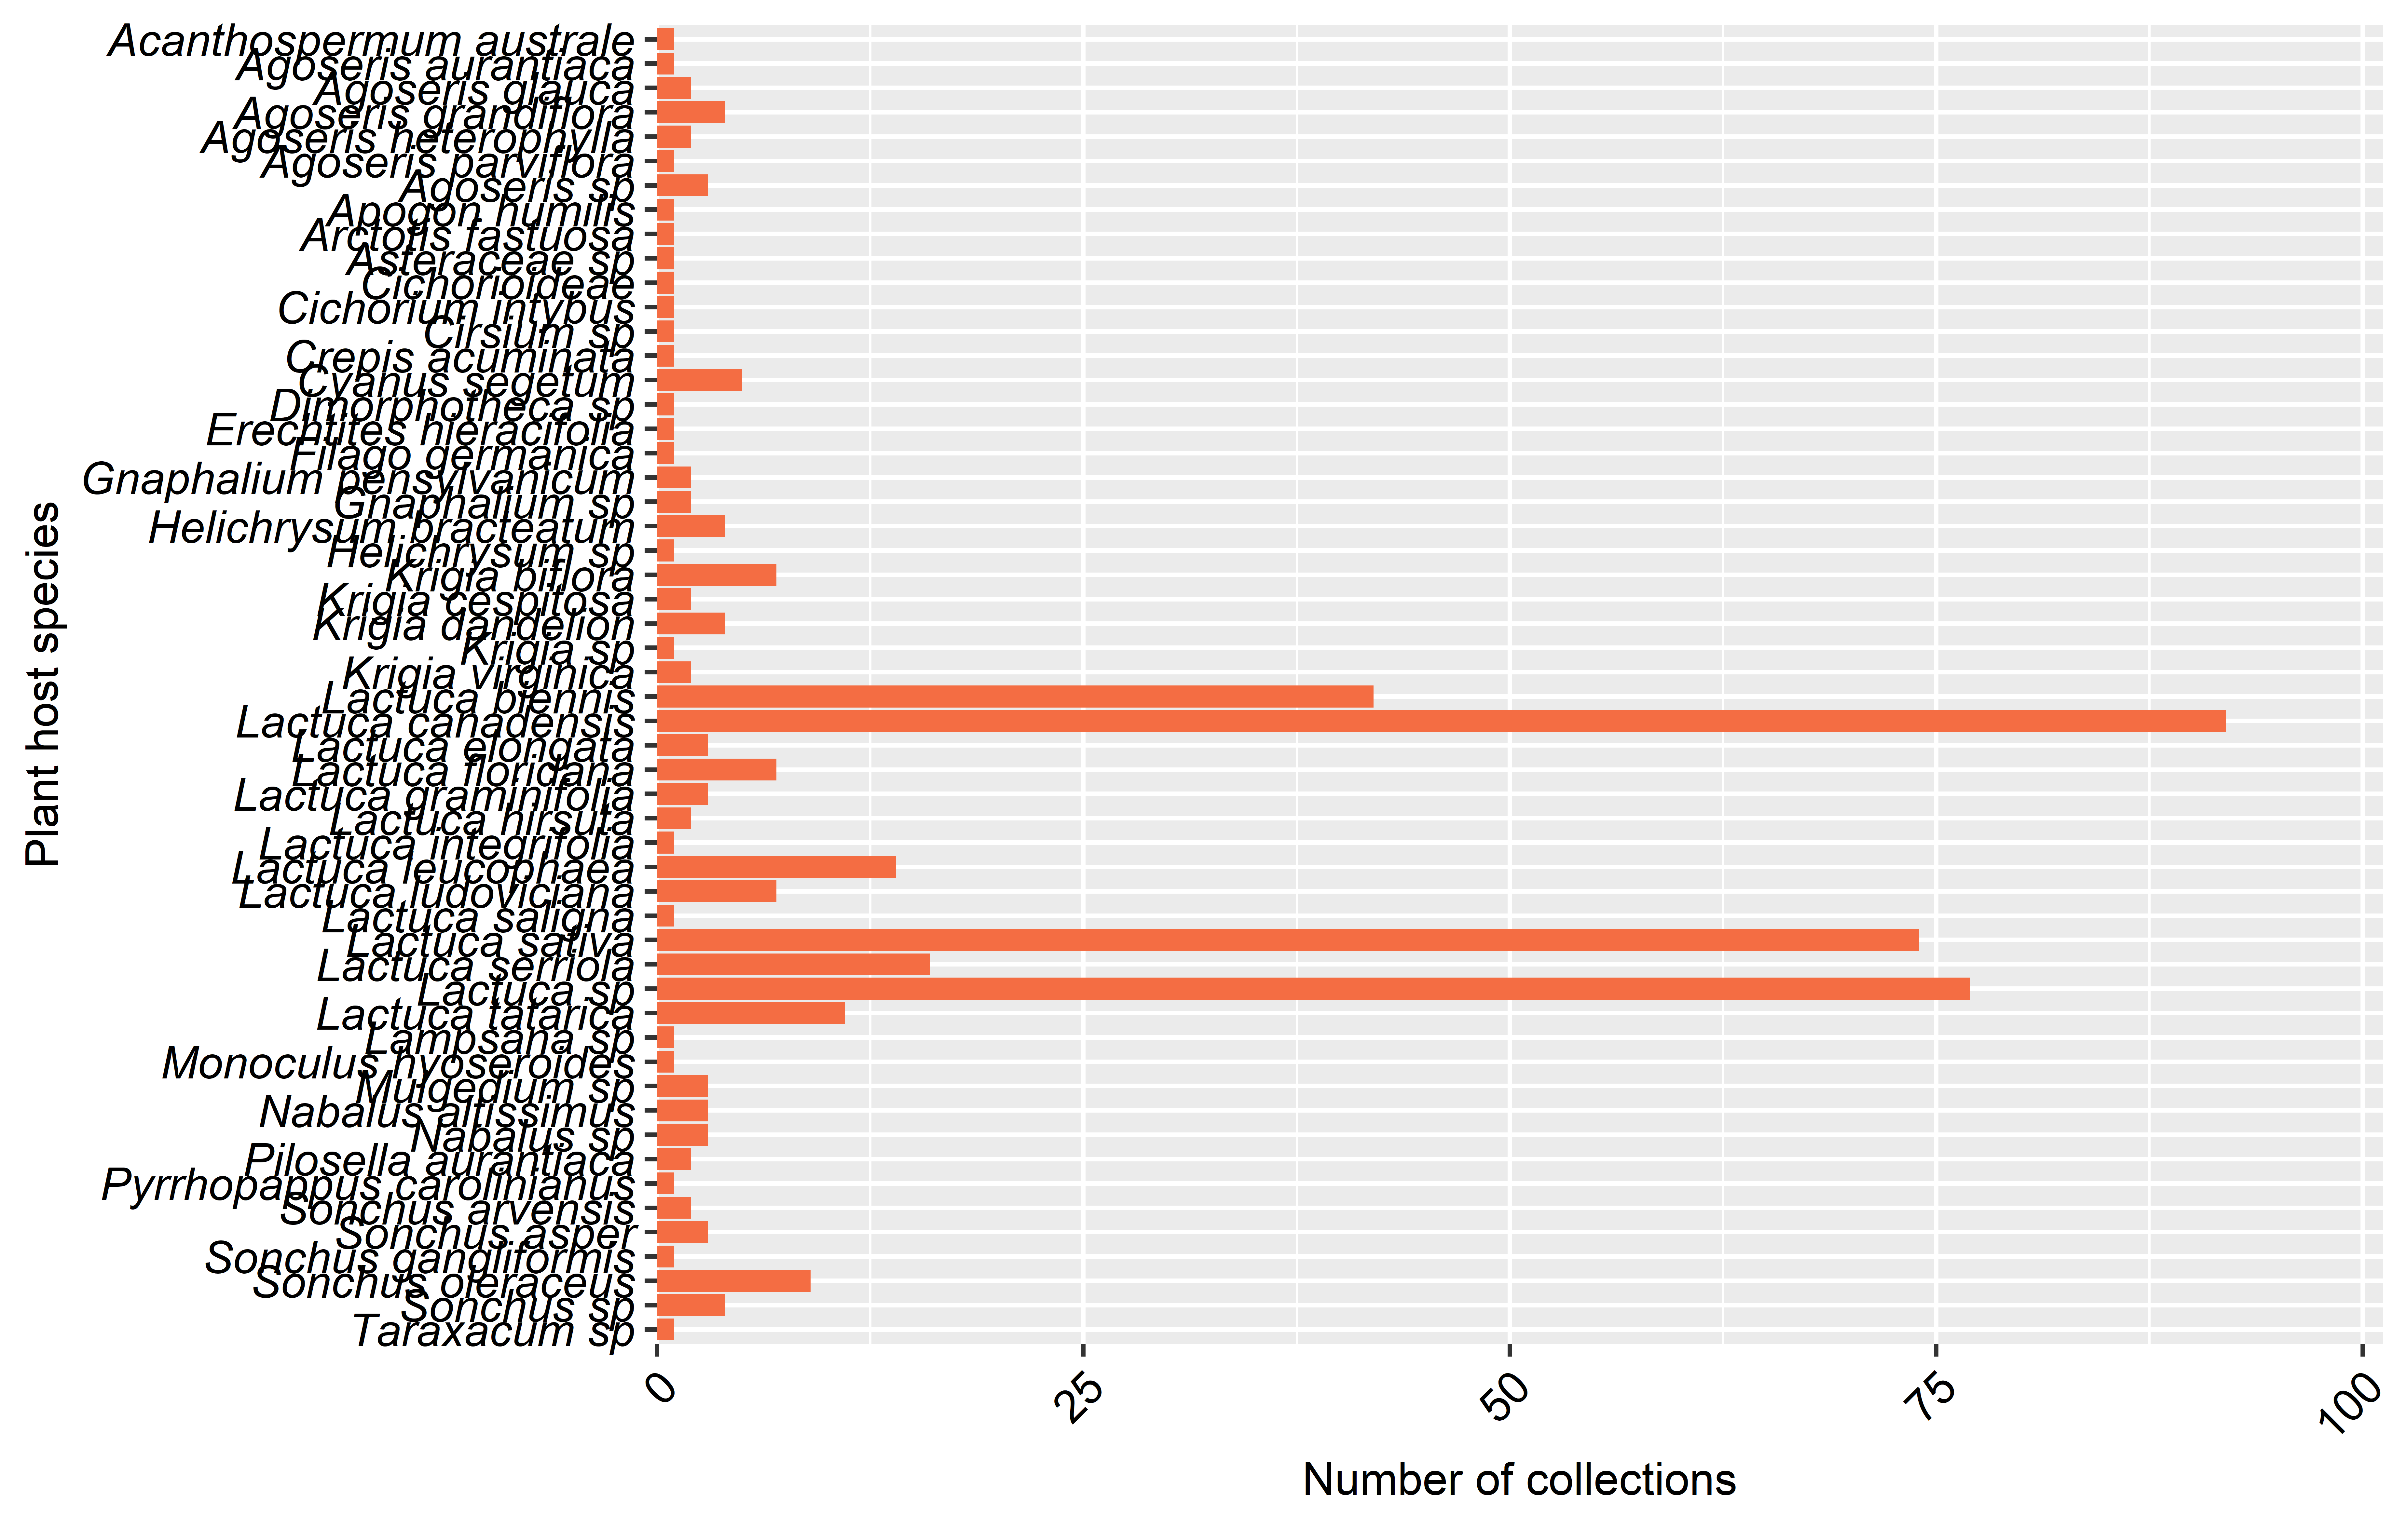 Acanthospermum australe
Agoseris aurantiaca
Agoseris glauca
Agoseris grandiflora
Agoseris heterophylla
Agoseris parviflora
Agoseris sp
Apogon humilis
Arctotis fastuosa
Asteraceae sp
Cichorioideae
Cichorium intybus
Cirsium sp
Crepis acuminata
Cyanus segetum
Dimorphotheca sp
Erechtites hieracifolia
Filago germanica
Gnaphalium pensylvanicum
Gnaphalium sp
Helichrysum bracteatum
Helichrysum sp
Krigia biflora
Krigia cespitosa
Krigia dandelion
Krigia sp
Krigia virginica
Lactuca biennis
Lactuca canadensis
Lactuca elongata
Lactuca floridana
Lactuca graminifolia
Lactuca hirsuta
Lactuca integrifolia
Lactuca leucophaea
Lactuca ludoviciana
Lactuca saligna
Lactuca sativa
Lactuca serriola
Lactuca sp
Lactuca tatarica
Lampsana sp
Monoculus hyoseroides
Mulgedium sp
Nabalus altissimus
Nabalus sp
Pilosella aurantiaca
Pyrrhopappus carolinianus
Sonchus arvensis
Sonchus asper
Sonchus gangliformis
Sonchus oleraceus
Sonchus sp
Taraxacum sp
Plant host species
0
25
50
75
100
Number of collections